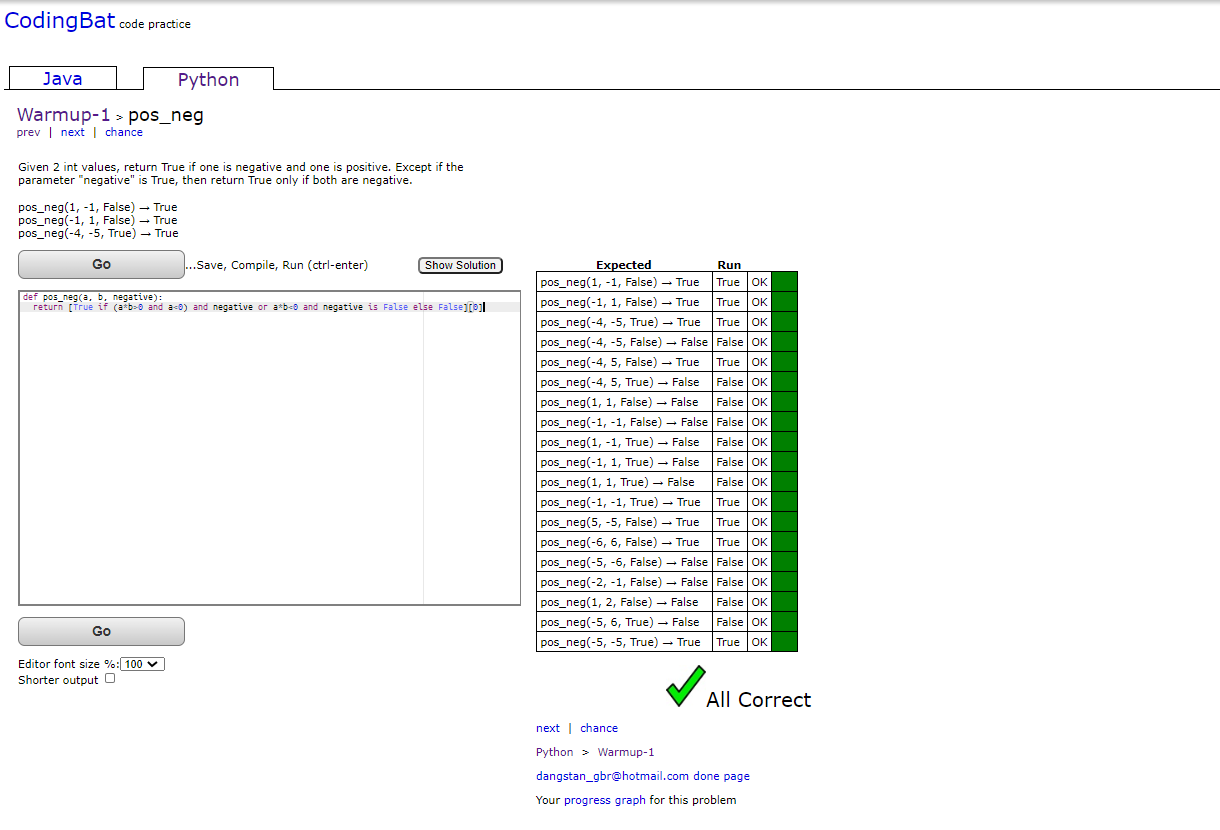 CodingBat code practice
Java
Python
Warmup-1 > pos_neg
prev | next | chance
Given 2 int values, return True if one is negative and one is positive. Except if the
parameter "negative" is True, then return True only if both are negative.
pos_neg(1, -1, False) → True
pos_neg(-1, 1, False) → True
pos_neg(-4, -5, True) → True
Go ...Save, Compile, Run (ctrl-enter) Show Solution
def pos_neg(a, b, negative):
return [True if (a*b>0 and a<0) and negative or a*b<0 and negative is False else False][0]
Go
Editor font size %: 100
Shorter output
Expected Run
pos_neg(1, -1, False) → True True OK
pos_neg(-1, 1, False) → True True OK
pos_neg(-4, -5, True) → True True OK
pos_neg(-4, -5, False) → False False OK
pos_neg(-4, 5, False) → True True OK
pos_neg(-4, 5, True) → False False OK
pos_neg(1, 1, False) → False False OK
pos_neg(-1, -1, False) → False False OK
pos_neg(1, -1, True) → False False OK
pos_neg(-1, 1, True) → False False OK
pos_neg(1, 1, True) → False False OK
pos_neg(-1, -1, True) → True True OK
pos_neg(5, -5, False) → True True OK
pos_neg(-6, 6, False) → True True OK
pos_neg(-5, -6, False) → False False OK
pos_neg(-2, -1, False) → False False OK
pos_neg(1, 2, False) → False False OK
pos_neg(-5, 6, True) → False False OK
pos_neg(-5, -5, True) → True True OK
All Correct
next | chance
Python > Warmup-1
dangstan_gbr@hotmail.com done page
Your progress graph for this problem